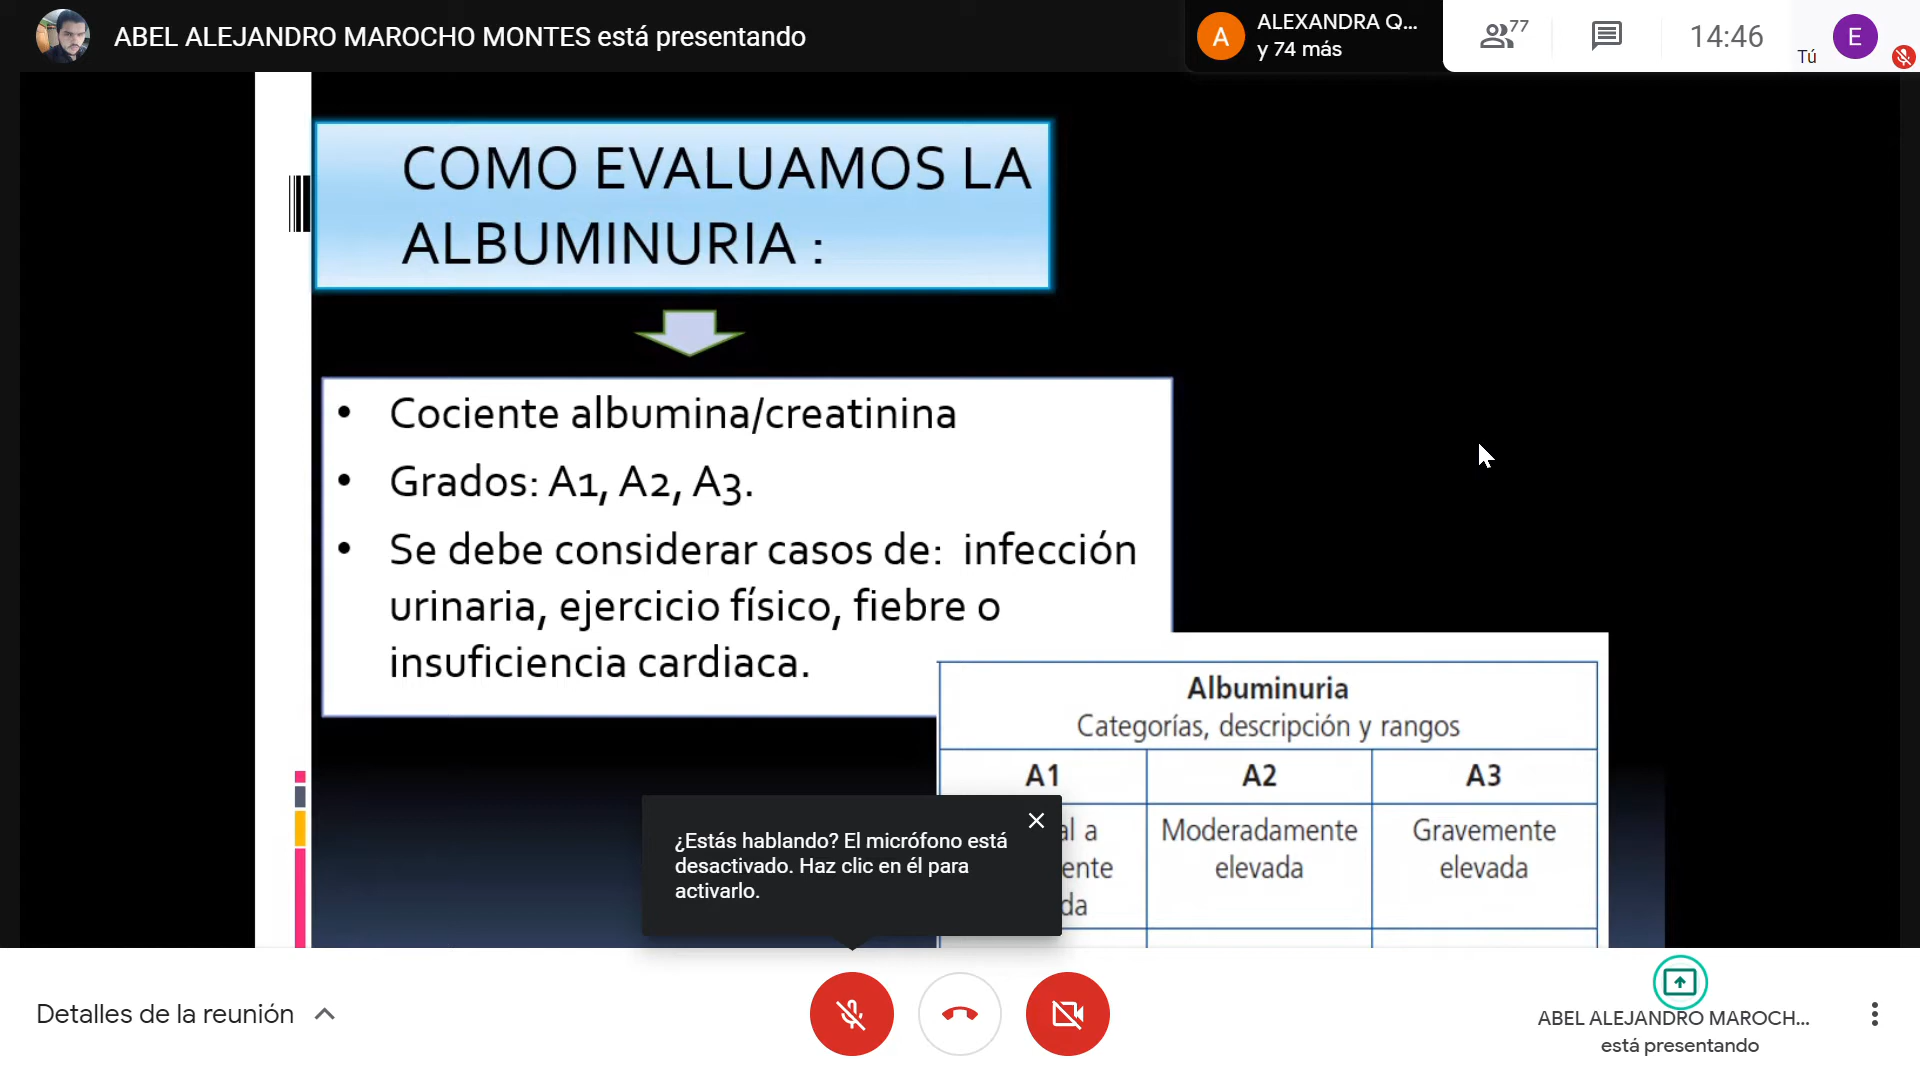 ABEL ALEJANDRO MAROCHO MONTES está presentando
A
ALEXANDRA Q...
y 74 más
77
14:46
Tú
E
COMO EVALUAMOS LA
ALBUMINURIA :
• Cociente albumina/creatinina
• Grados: A1, A2, A3.
• Se debe considerar casos de: infección
urinaria, ejercicio físico, fiebre o
insuficiencia cardiaca.
Albuminuria
Categorías, descripción y rangos
A1 A2 A3
al a
ente
da
Moderadamente
elevada
Gravemente
elevada
¿Estás hablando? El micrófono está
desactivado. Haz clic en él para
activarlo.
Detalles de la reunión
ABEL ALEJANDRO MAROCH...
está presentando